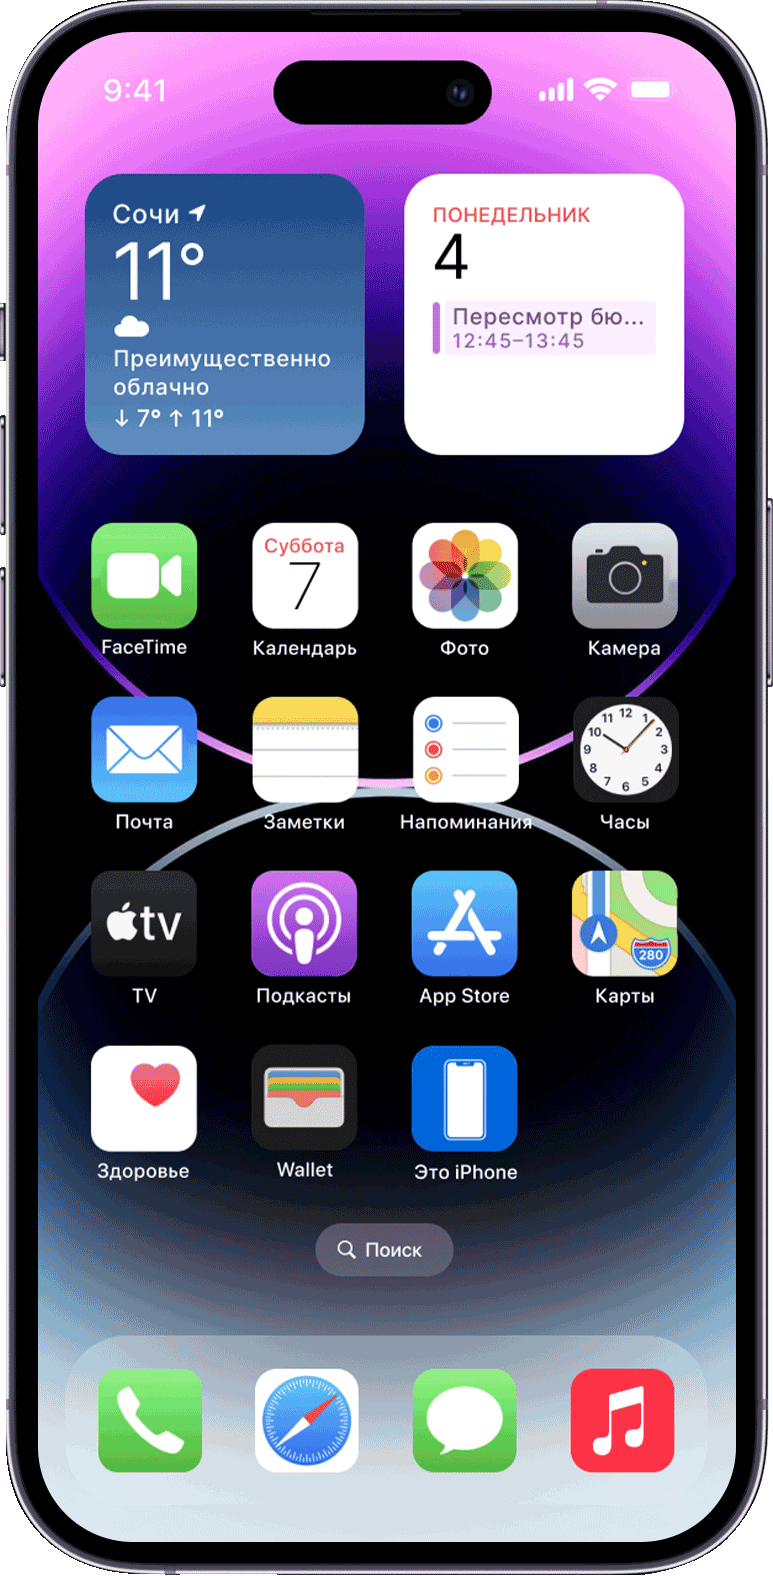 9:41
Сочи
11°
Преимущественно
облачно
↓ 7° ↑ 11°
ПОНЕДЕЛЬНИК
4
Пересмотр бю...
12:45–13:45
Суббота
7
FaceTime
Календарь
Фото
Камера
12
11 1
10 2
9 3
8 4
7 6 5
Почта
Заметки
Напоминания
Часы
tv
280
TV
Подкасты
App Store
Карты
Здоровье
Wallet
Это iPhone
Поиск